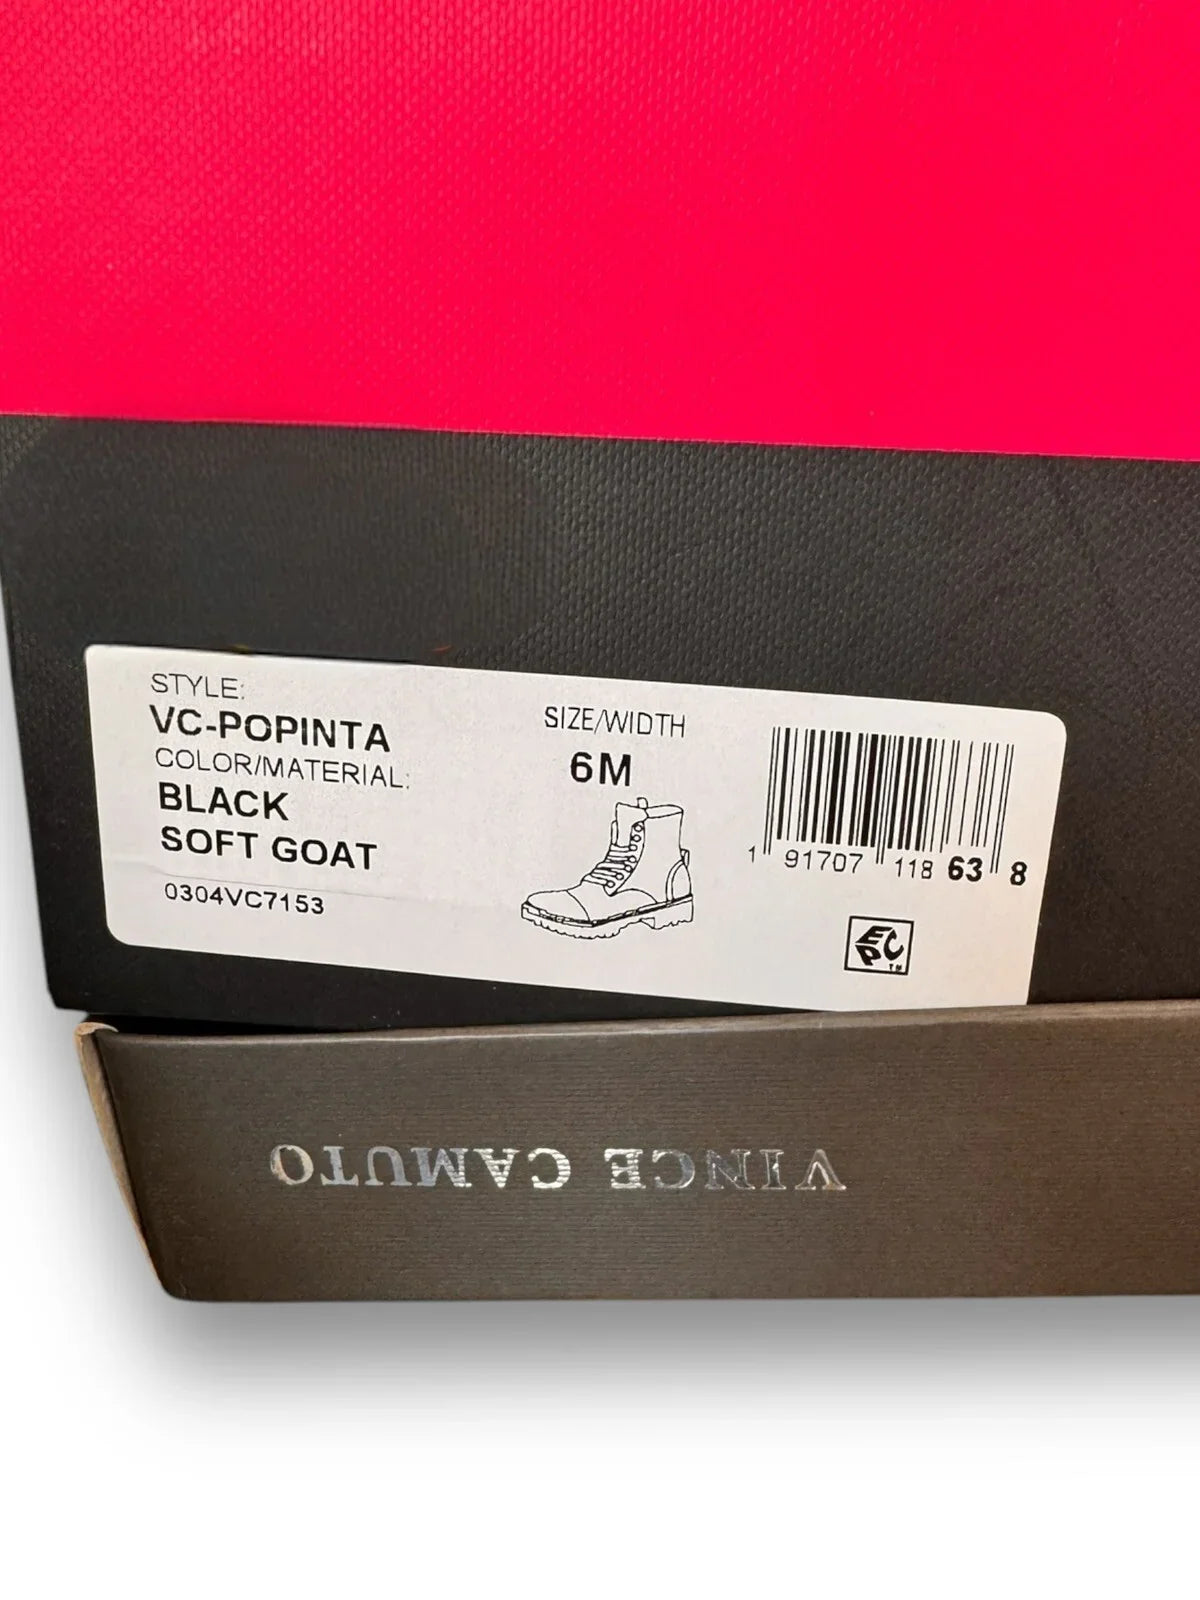 STYLE:
VC-POPINTA
COLOR/MATERIAL:
BLACK
SOFT GOAT
0304VC7153
SIZE/WIDTH
6M
1 91707 118 63 8
EPC™
VINCE CAMUTO